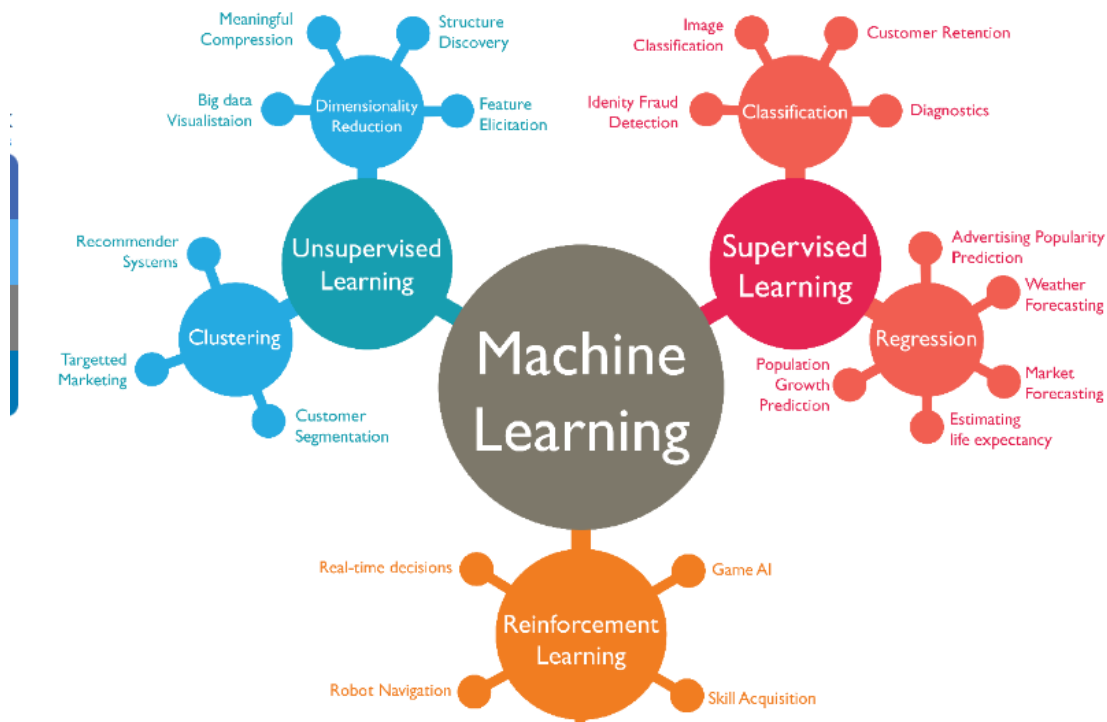 Meaningful
Compression
Structure
Discovery
Big data
Visualistaion
Dimensionality
Reduction
Feature
Elicitation
Unsupervised
Learning
Recommender
Systems
Clustering
Targetted
Marketing
Customer
Segmentation
Machine
Learning
Image
Classification
Customer Retention
Idenity Fraud
Detection
Classification
Diagnostics
Supervised
Learning
Advertising Popularity
Prediction
Weather
Forecasting
Regression
Population
Growth
Prediction
Market
Forecasting
Estimating
life expectancy
Real-time decisions
Game AI
Reinforcement
Learning
Robot Navigation
Skill Acquisition